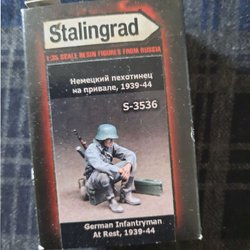 Stalingrad
1:35 SCALE RESIN FIGURES FROM RUSSIA
Немецкий пехотинец
на привале, 1939-44
S-3536
German Infantryman
At Rest, 1939-44